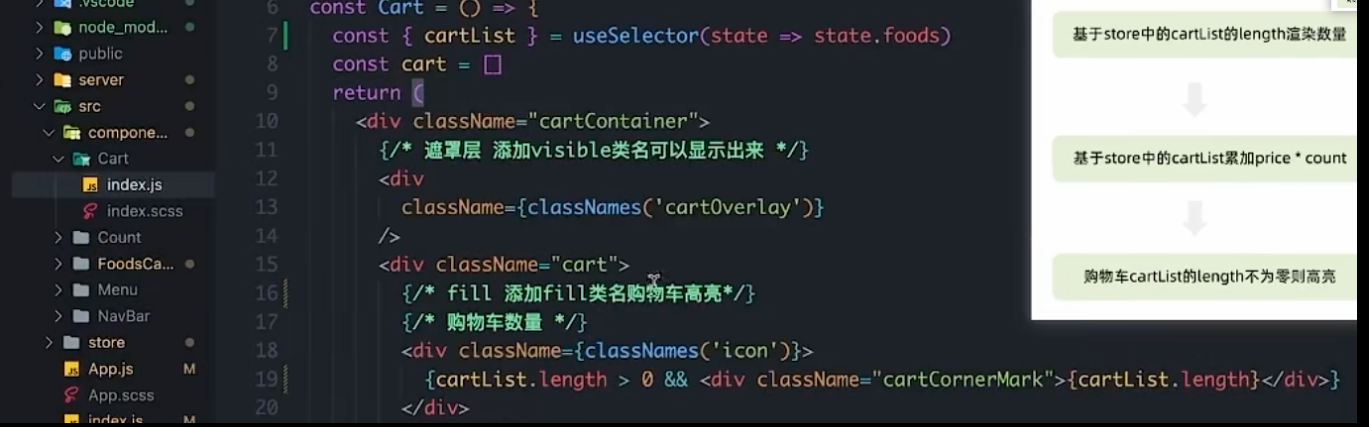 .vscode
node_mod...
public
server
src
compone...
Cart
index.js
index.scss
Count
FoodsCa...
Menu
NavBar
store
App.js M
App.scss
index.js M
6 const Cart = () => {
7 const { cartList } = useSelector(state => state.foods)
8 const cart = []
9 return (
10 <div className="cartContainer">
11 {/* 遮罩层 添加visible类名可以显示出来 */}
12 <div
13 className={classNames('cartOverlay')}
14 />
15 <div className="cart">
16 {/* fill 添加fill类名购物车高亮*/}
17 {/* 购物车数量 */}
18 <div className={classNames('icon')}>
19 {cartList.length > 0 && <div className="cartCornerMark">{cartList.length}</div>}
20 </div>
基于store中的cartList的length渲染数量
基于store中的cartList累加price * count
购物车cartList的length不为零则高亮